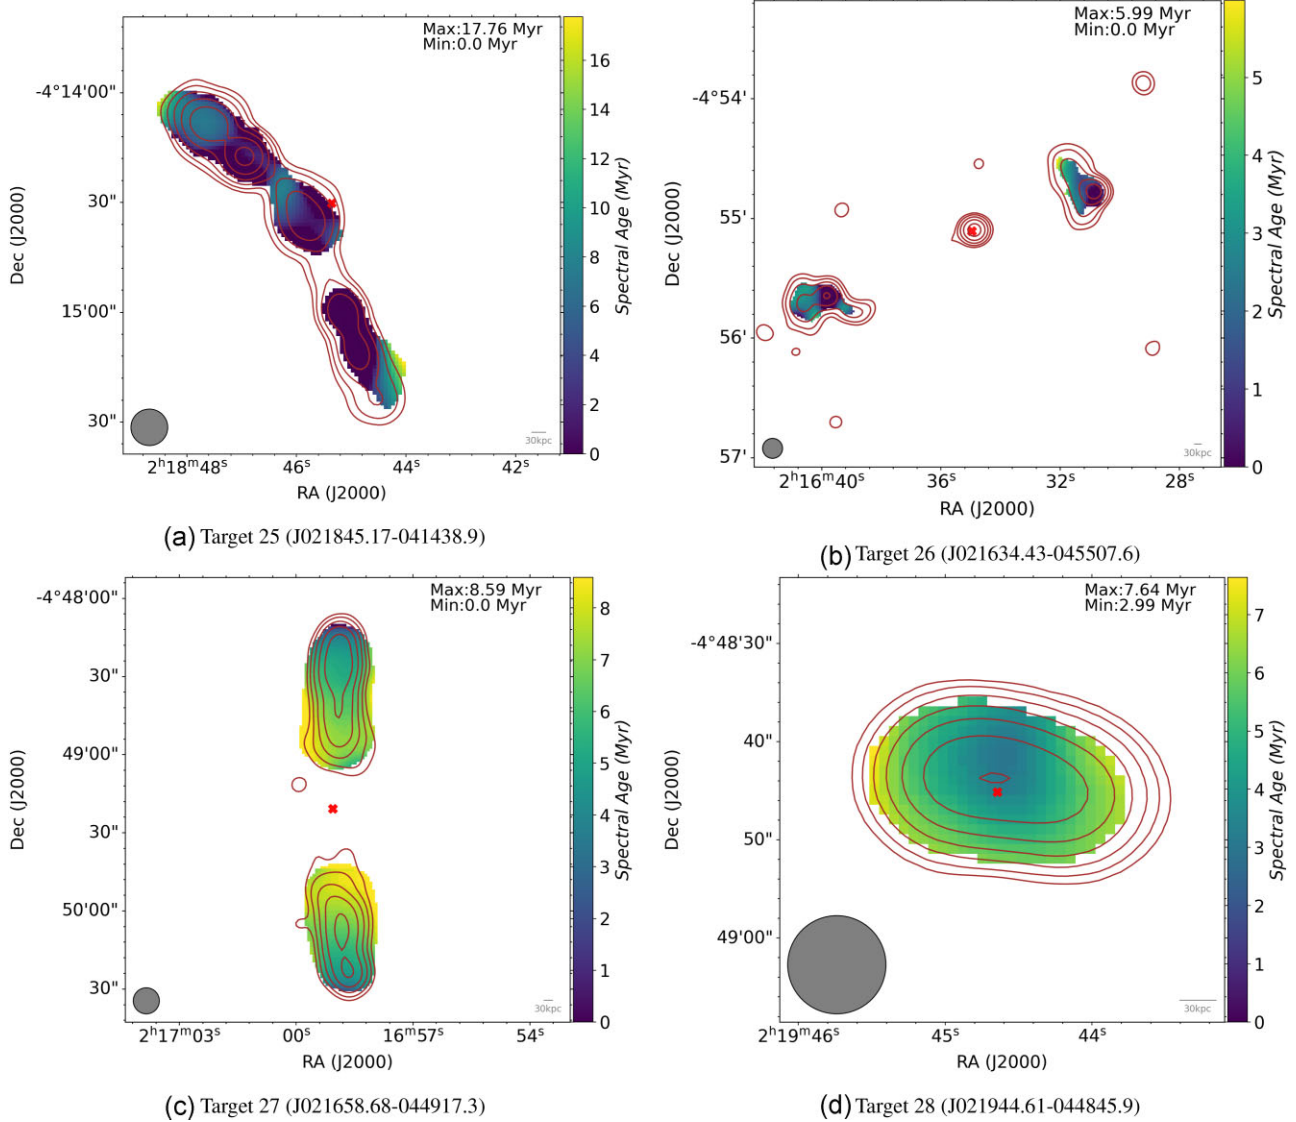 Max:17.76 Myr
Min:0.0 Myr
-4°14'00"
30"
15'00"
30"
Dec (J2000)
2ʰ18ᵐ48ˢ 46ˢ 44ˢ 42ˢ
RA (J2000)
30kpc
16
14
12
10
8
6
4
2
0
Spectral Age (Myr)
(a) Target 25 (J021845.17-041438.9)
Max:5.99 Myr
Min:0.0 Myr
-4°54'
55'
56'
57'
Dec (J2000)
2ʰ16ᵐ40ˢ 36ˢ 32ˢ 28ˢ
RA (J2000)
30kpc
5
4
3
2
1
0
Spectral Age (Myr)
(b) Target 26 (J021634.43-045507.6)
Max:8.59 Myr
Min:0.0 Myr
-4°48'00"
30"
49'00"
30"
50'00"
30"
Dec (J2000)
2ʰ17ᵐ03ˢ 00ˢ 16ᵐ57ˢ 54ˢ
RA (J2000)
30kpc
8
7
6
5
4
3
2
1
0
Spectral Age (Myr)
(c) Target 27 (J021658.68-044917.3)
Max:7.64 Myr
Min:2.99 Myr
-4°48'30"
40"
50"
49'00"
Dec (J2000)
2ʰ19ᵐ46ˢ 45ˢ 44ˢ
RA (J2000)
30kpc
7
6
5
4
3
2
1
0
Spectral Age (Myr)
(d) Target 28 (J021944.61-044845.9)